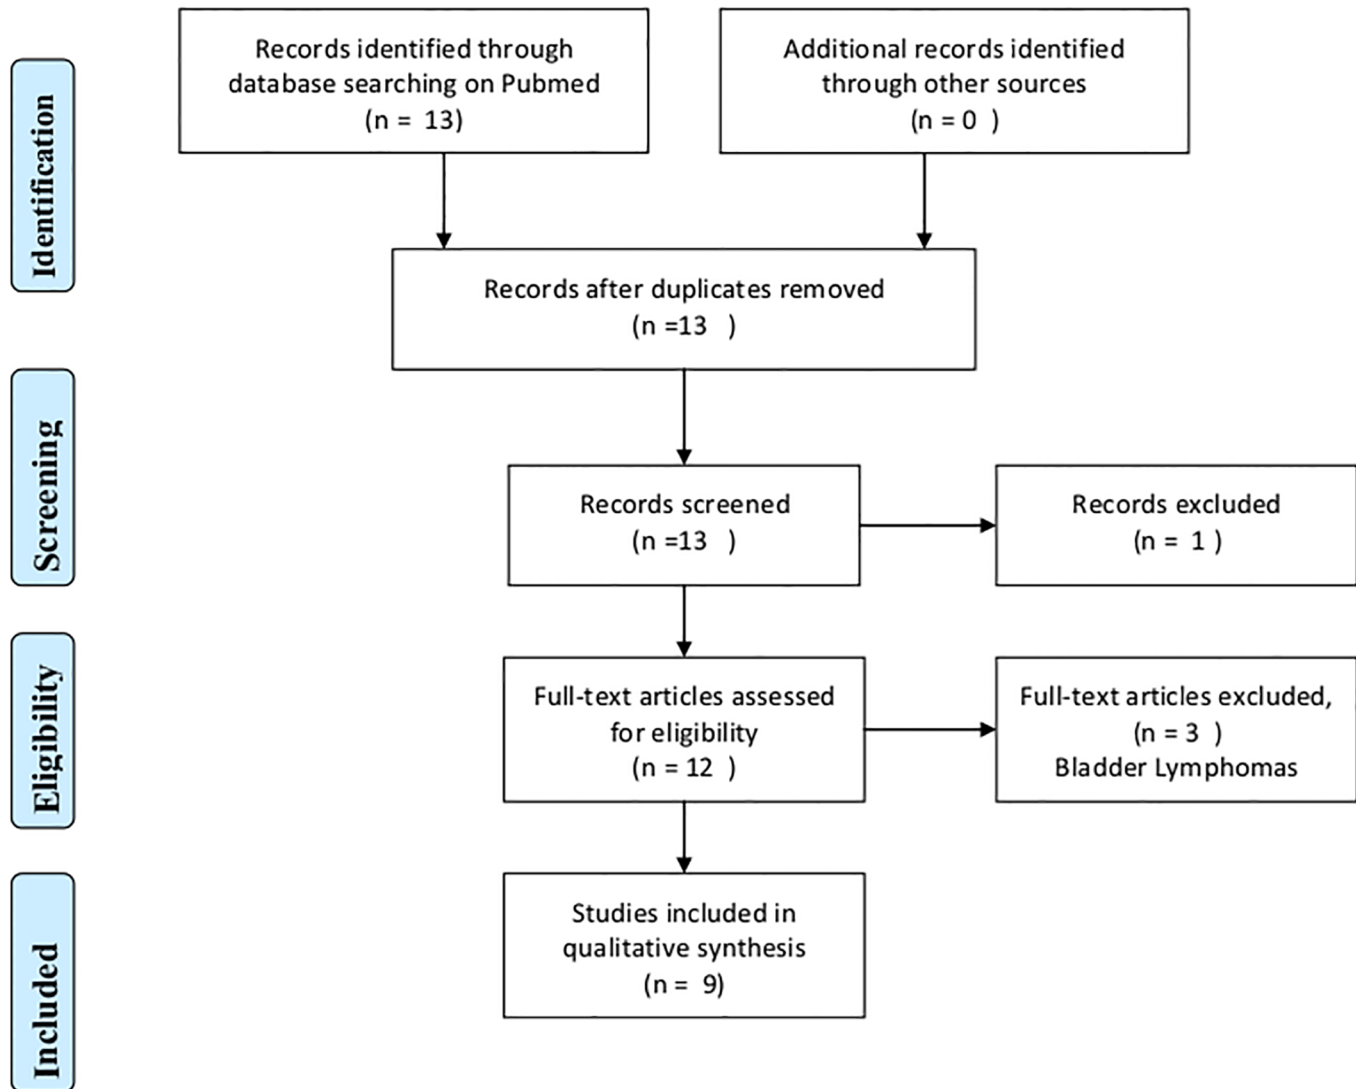 Identification
Records identified through
database searching on Pubmed
(n = 13)
Additional records identified
through other sources
(n = 0 )
Records after duplicates removed
(n =13 )
Screening
Records screened
(n =13 )
Records excluded
(n = 1 )
Eligibility
Full-text articles assessed
for eligibility
(n = 12 )
Full-text articles excluded,
(n = 3 )
Bladder Lymphomas
Included
Studies included in
qualitative synthesis
(n = 9)